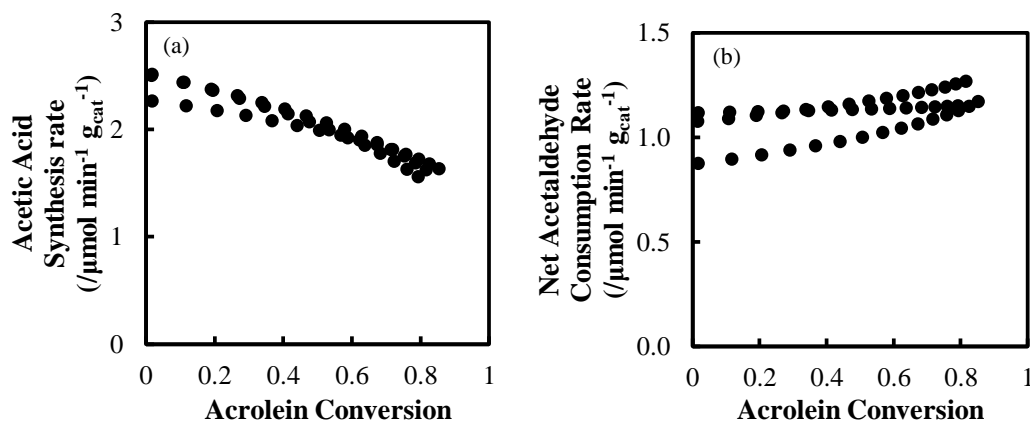 (a)
3
2
1
0
Acetic Acid
Synthesis rate
(/μmol min⁻¹ g_cat⁻¹)
0 0.2 0.4 0.6 0.8 1
Acrolein Conversion
(b)
1.5
1.0
0.5
0.0
Net Acetaldehyde
Consumption Rate
(/μmol min⁻¹ g_cat⁻¹)
0 0.2 0.4 0.6 0.8 1
Acrolein Conversion